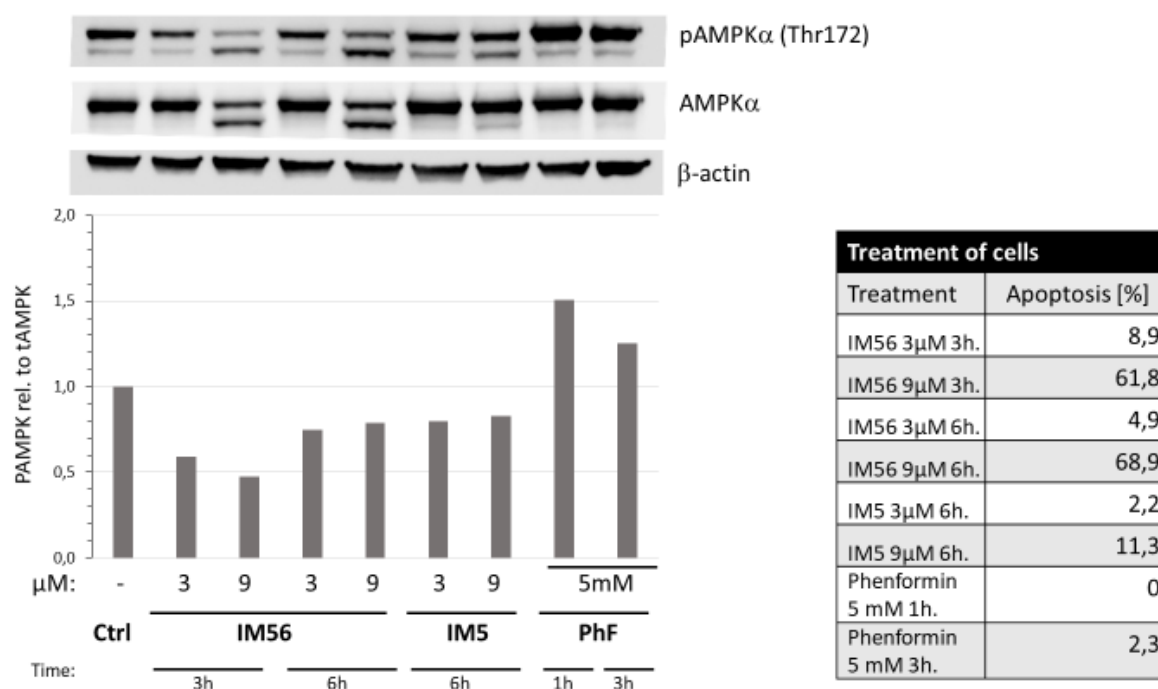 pAMPKα (Thr172)
AMPKα
β-actin
2,0
1,5
1,0
0,5
0,0
PAMPK rel. to tAMPK
μM: - 3 9 3 9 3 9 5mM
Ctrl IM56 IM5 PhF
Time: 3h 6h 6h 1h 3h
Treatment of cells
Treatment Apoptosis [%]
IM56 3μM 3h. 8,9
IM56 9μM 3h. 61,8
IM56 3μM 6h. 4,9
IM56 9μM 6h. 68,9
IM5 3μM 6h. 2,2
IM5 9μM 6h. 11,3
Phenformin
5 mM 1h. 0
Phenformin
5 mM 3h. 2,3